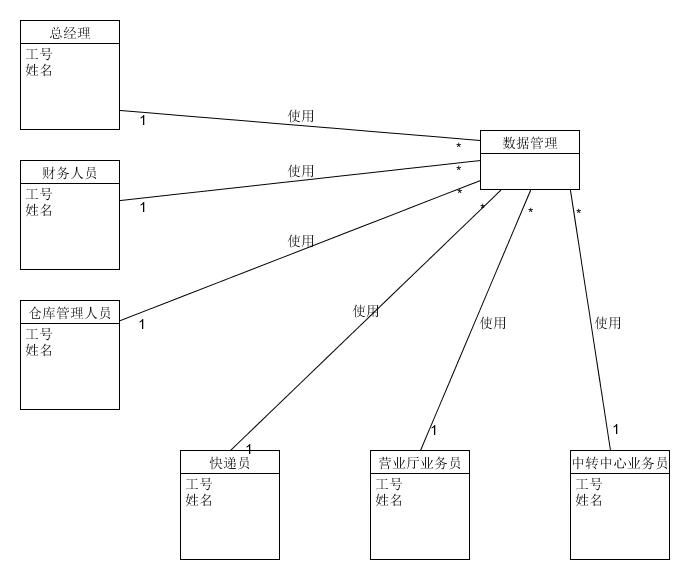 总经理
工号
姓名
1
使用
*
数据管理
财务人员
工号
姓名
1
使用
*
仓库管理人员
工号
姓名
1
使用
*
使用
*
使用
*
使用
*
1
快递员
工号
姓名
1
营业厅业务员
工号
姓名
1
中转中心业务员
工号
姓名